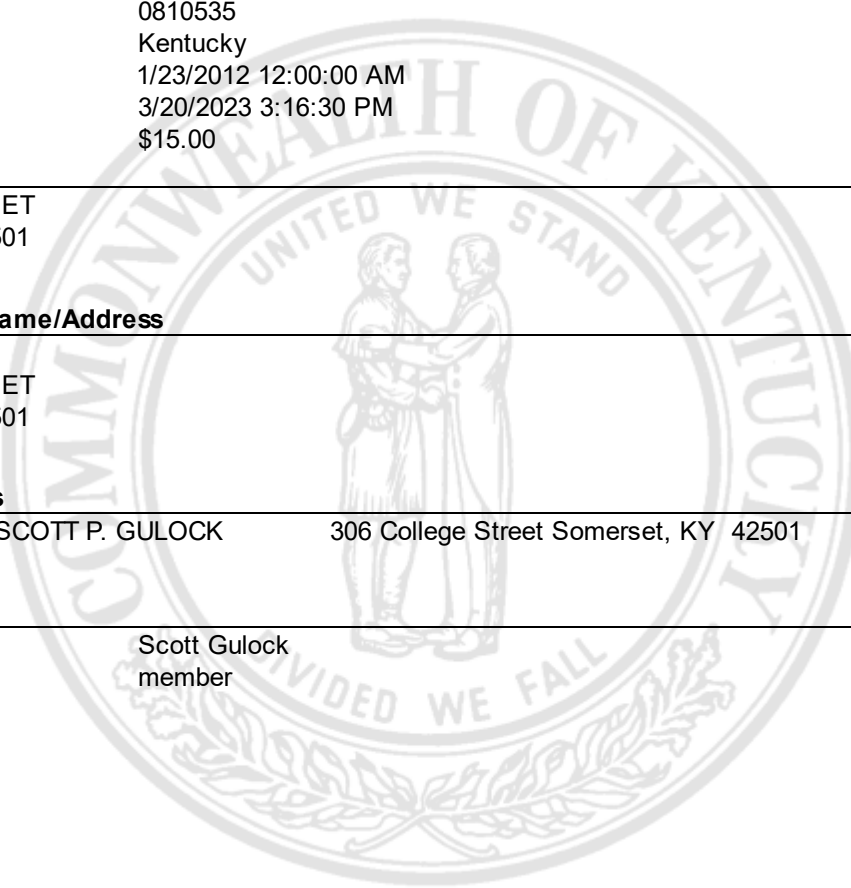 0810535
Kentucky
1/23/2012 12:00:00 AM
3/20/2023 3:16:30 PM
$15.00
ET
501
ame/Address
ET
501
s
SCOTT P. GULOCK 306 College Street Somerset, KY 42501
Scott Gulock
member
COMMONWEALTH OF KENTUCKY
UNITED WE STAND
DIVIDED WE FALL